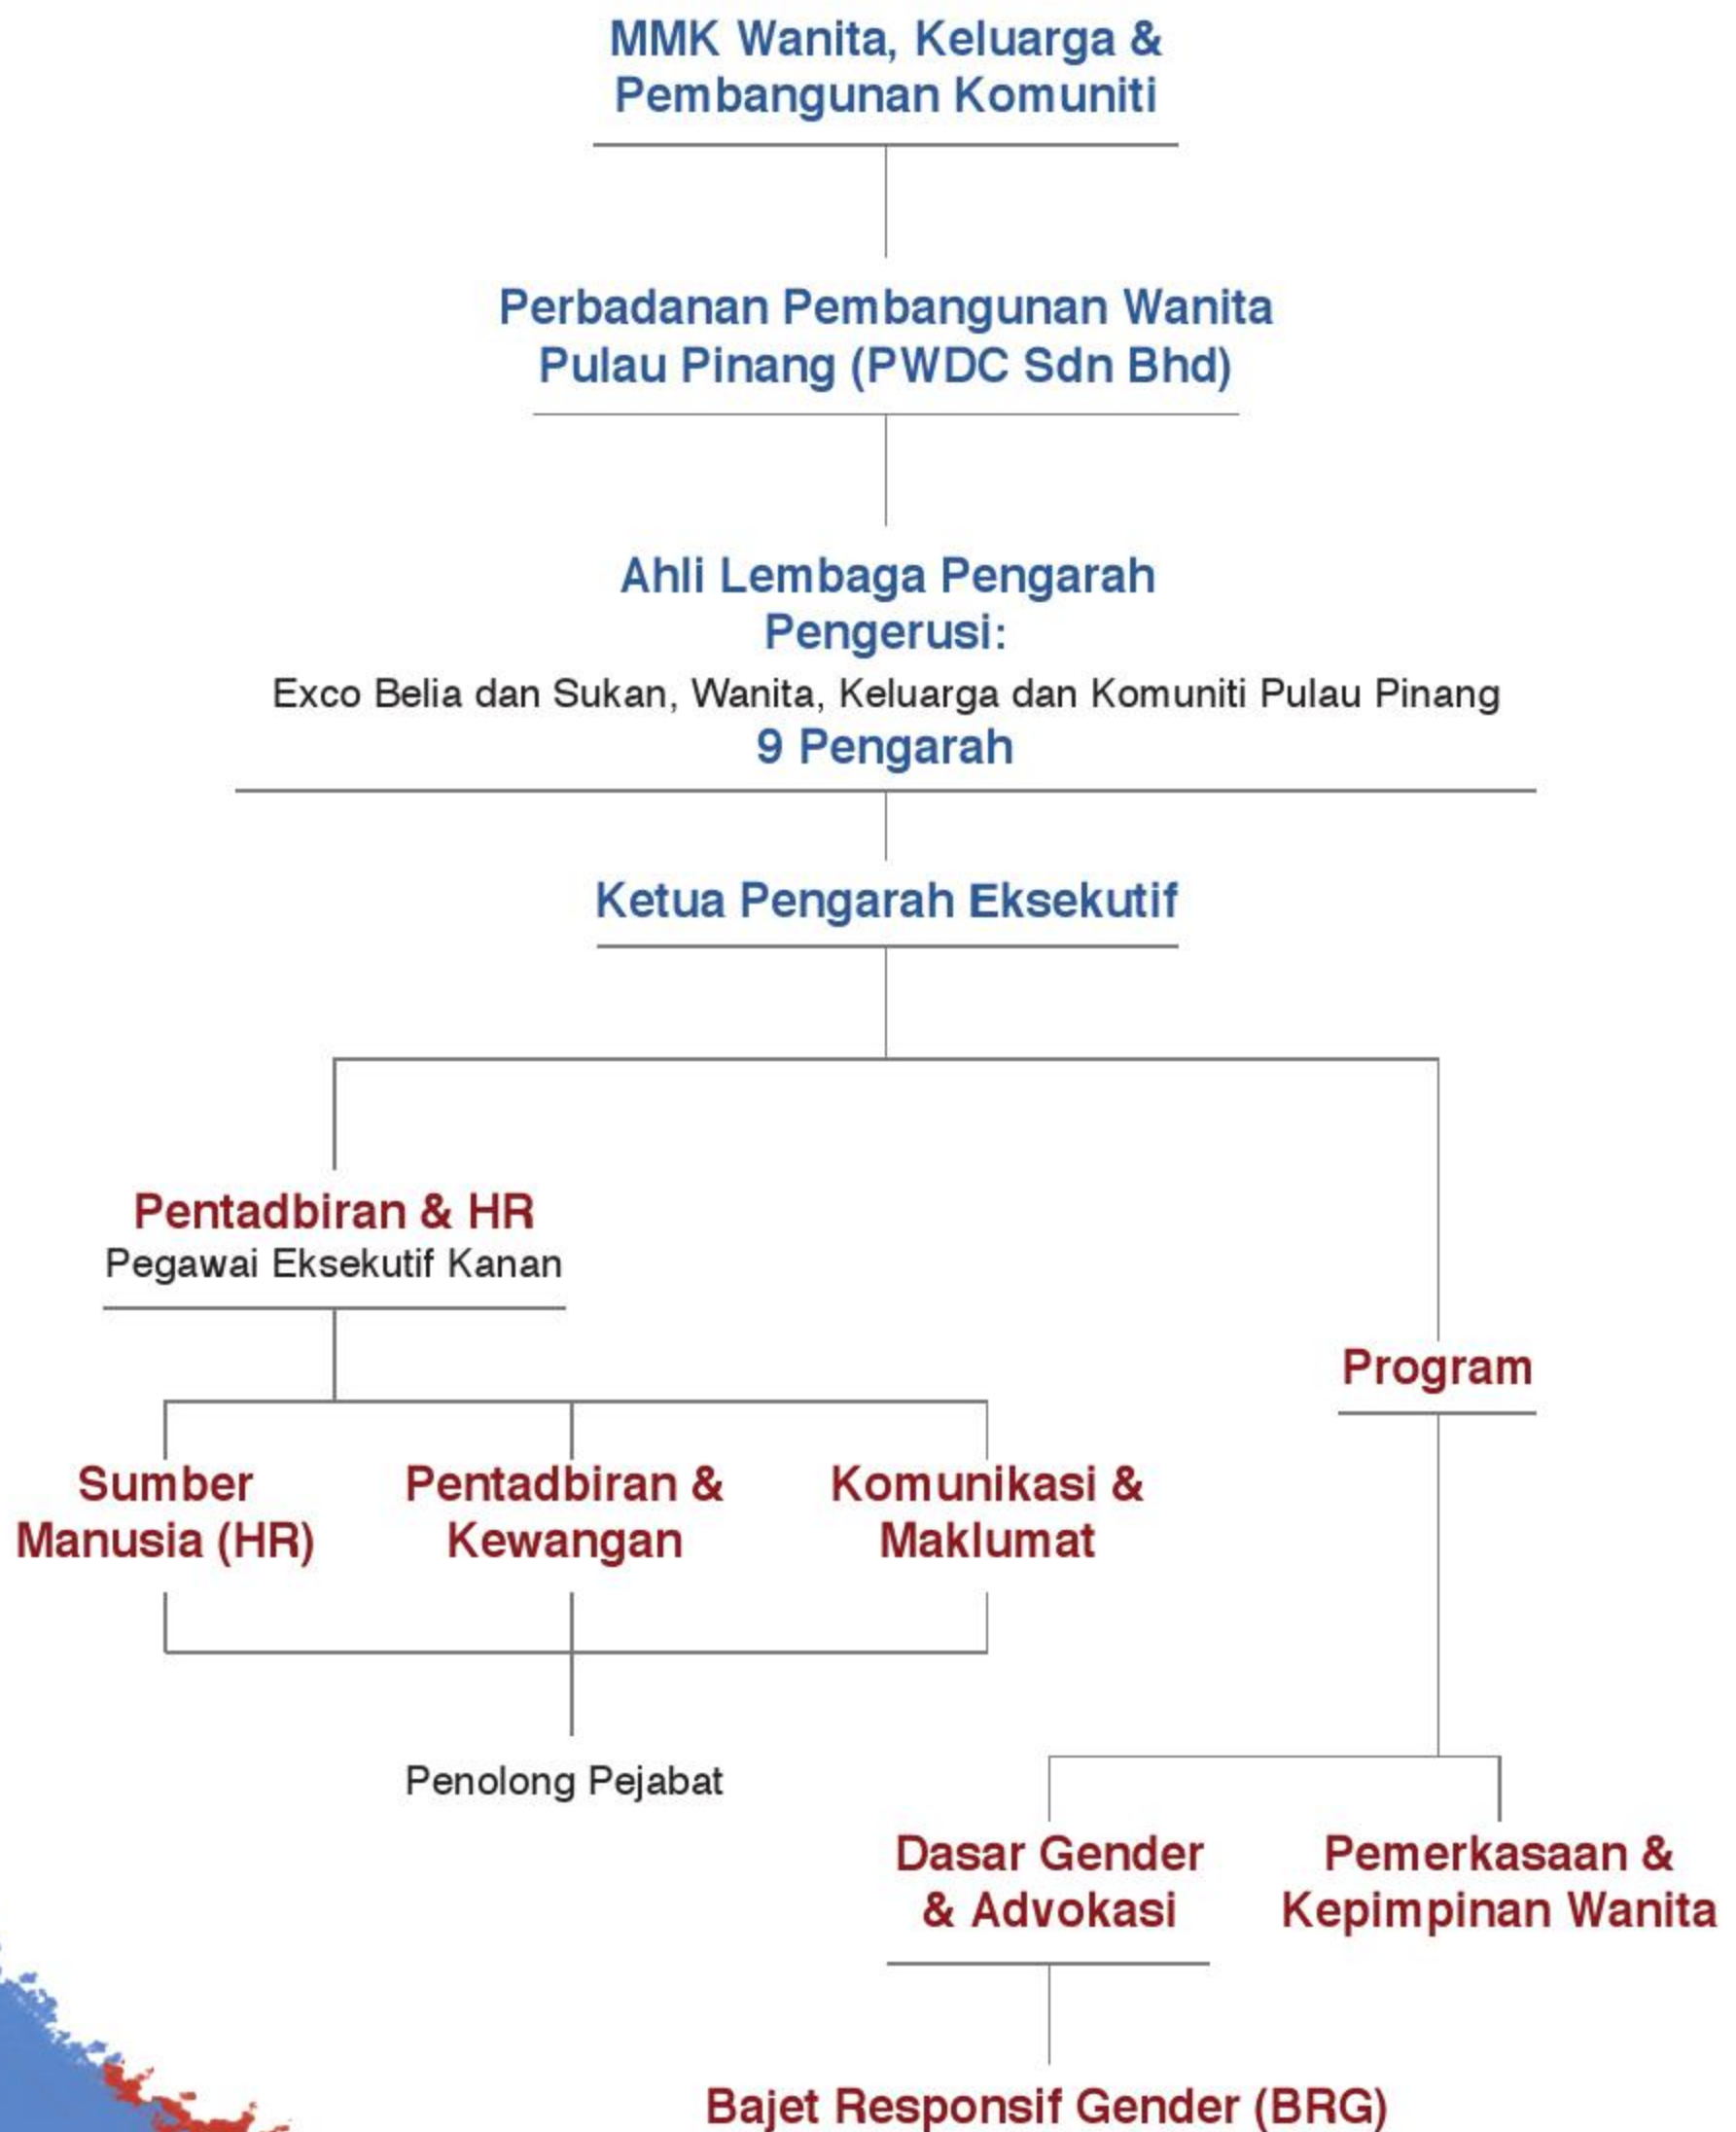 MMK Wanita, Keluarga &
Pembangunan Komuniti
Perbadanan Pembangunan Wanita
Pulau Pinang (PWDC Sdn Bhd)
Ahli Lembaga Pengarah
Pengerusi:
Exco Belia dan Sukan, Wanita, Keluarga dan Komuniti Pulau Pinang
9 Pengarah
Ketua Pengarah Eksekutif
Pentadbiran & HR
Pegawai Eksekutif Kanan
Program
Sumber
Manusia (HR)
Pentadbiran &
Kewangan
Komunikasi &
Maklumat
Penolong Pejabat
Dasar Gender
& Advokasi
Pemerkasaan &
Kepimpinan Wanita
Bajet Responsif Gender (BRG)